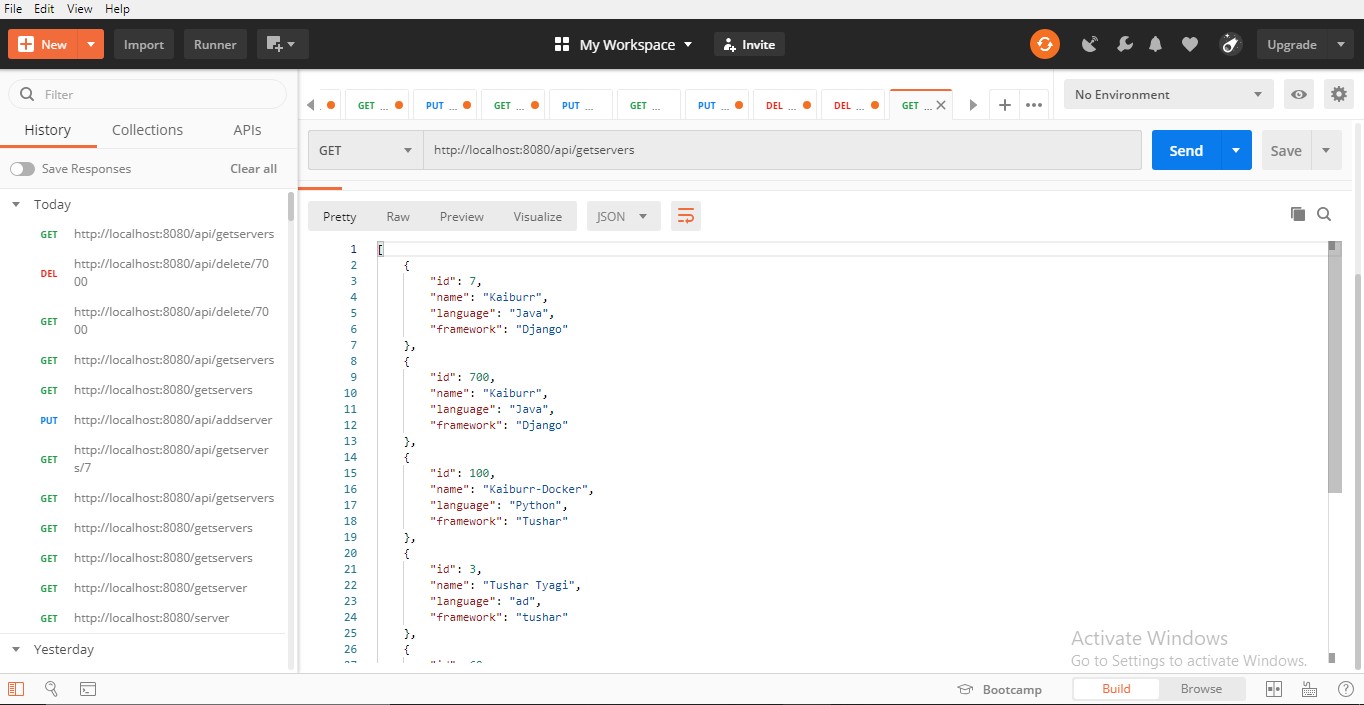 File Edit View Help
New Import Runner My Workspace Invite Upgrade
Filter
History Collections APIs
Save Responses Clear all
Today
GET http://localhost:8080/api/getservers
DEL http://localhost:8080/api/delete/70
00
GET http://localhost:8080/api/delete/70
00
GET http://localhost:8080/api/getservers
GET http://localhost:8080/getservers
PUT http://localhost:8080/api/addserver
GET http://localhost:8080/api/getserver
s/7
GET http://localhost:8080/api/getservers
GET http://localhost:8080/getservers
GET http://localhost:8080/getservers
GET http://localhost:8080/getserver
GET http://localhost:8080/server
Yesterday
GET ... PUT ... GET ... PUT ... GET ... PUT ... DEL ... DEL ... GET ...
No Environment
GET http://localhost:8080/api/getservers Send Save
Pretty Raw Preview Visualize JSON
1 [
2 {
3 "id": 7,
4 "name": "Kaiburr",
5 "language": "Java",
6 "framework": "Django"
7 },
8 {
9 "id": 700,
10 "name": "Kaiburr",
11 "language": "Java",
12 "framework": "Django"
13 },
14 {
15 "id": 100,
16 "name": "Kaiburr-Docker",
17 "language": "Python",
18 "framework": "Tushar"
19 },
20 {
21 "id": 3,
22 "name": "Tushar Tyagi",
23 "language": "ad",
24 "framework": "tushar"
25 },
26 {
Activate Windows
Go to Settings to activate Windows.
Bootcamp Build Browse